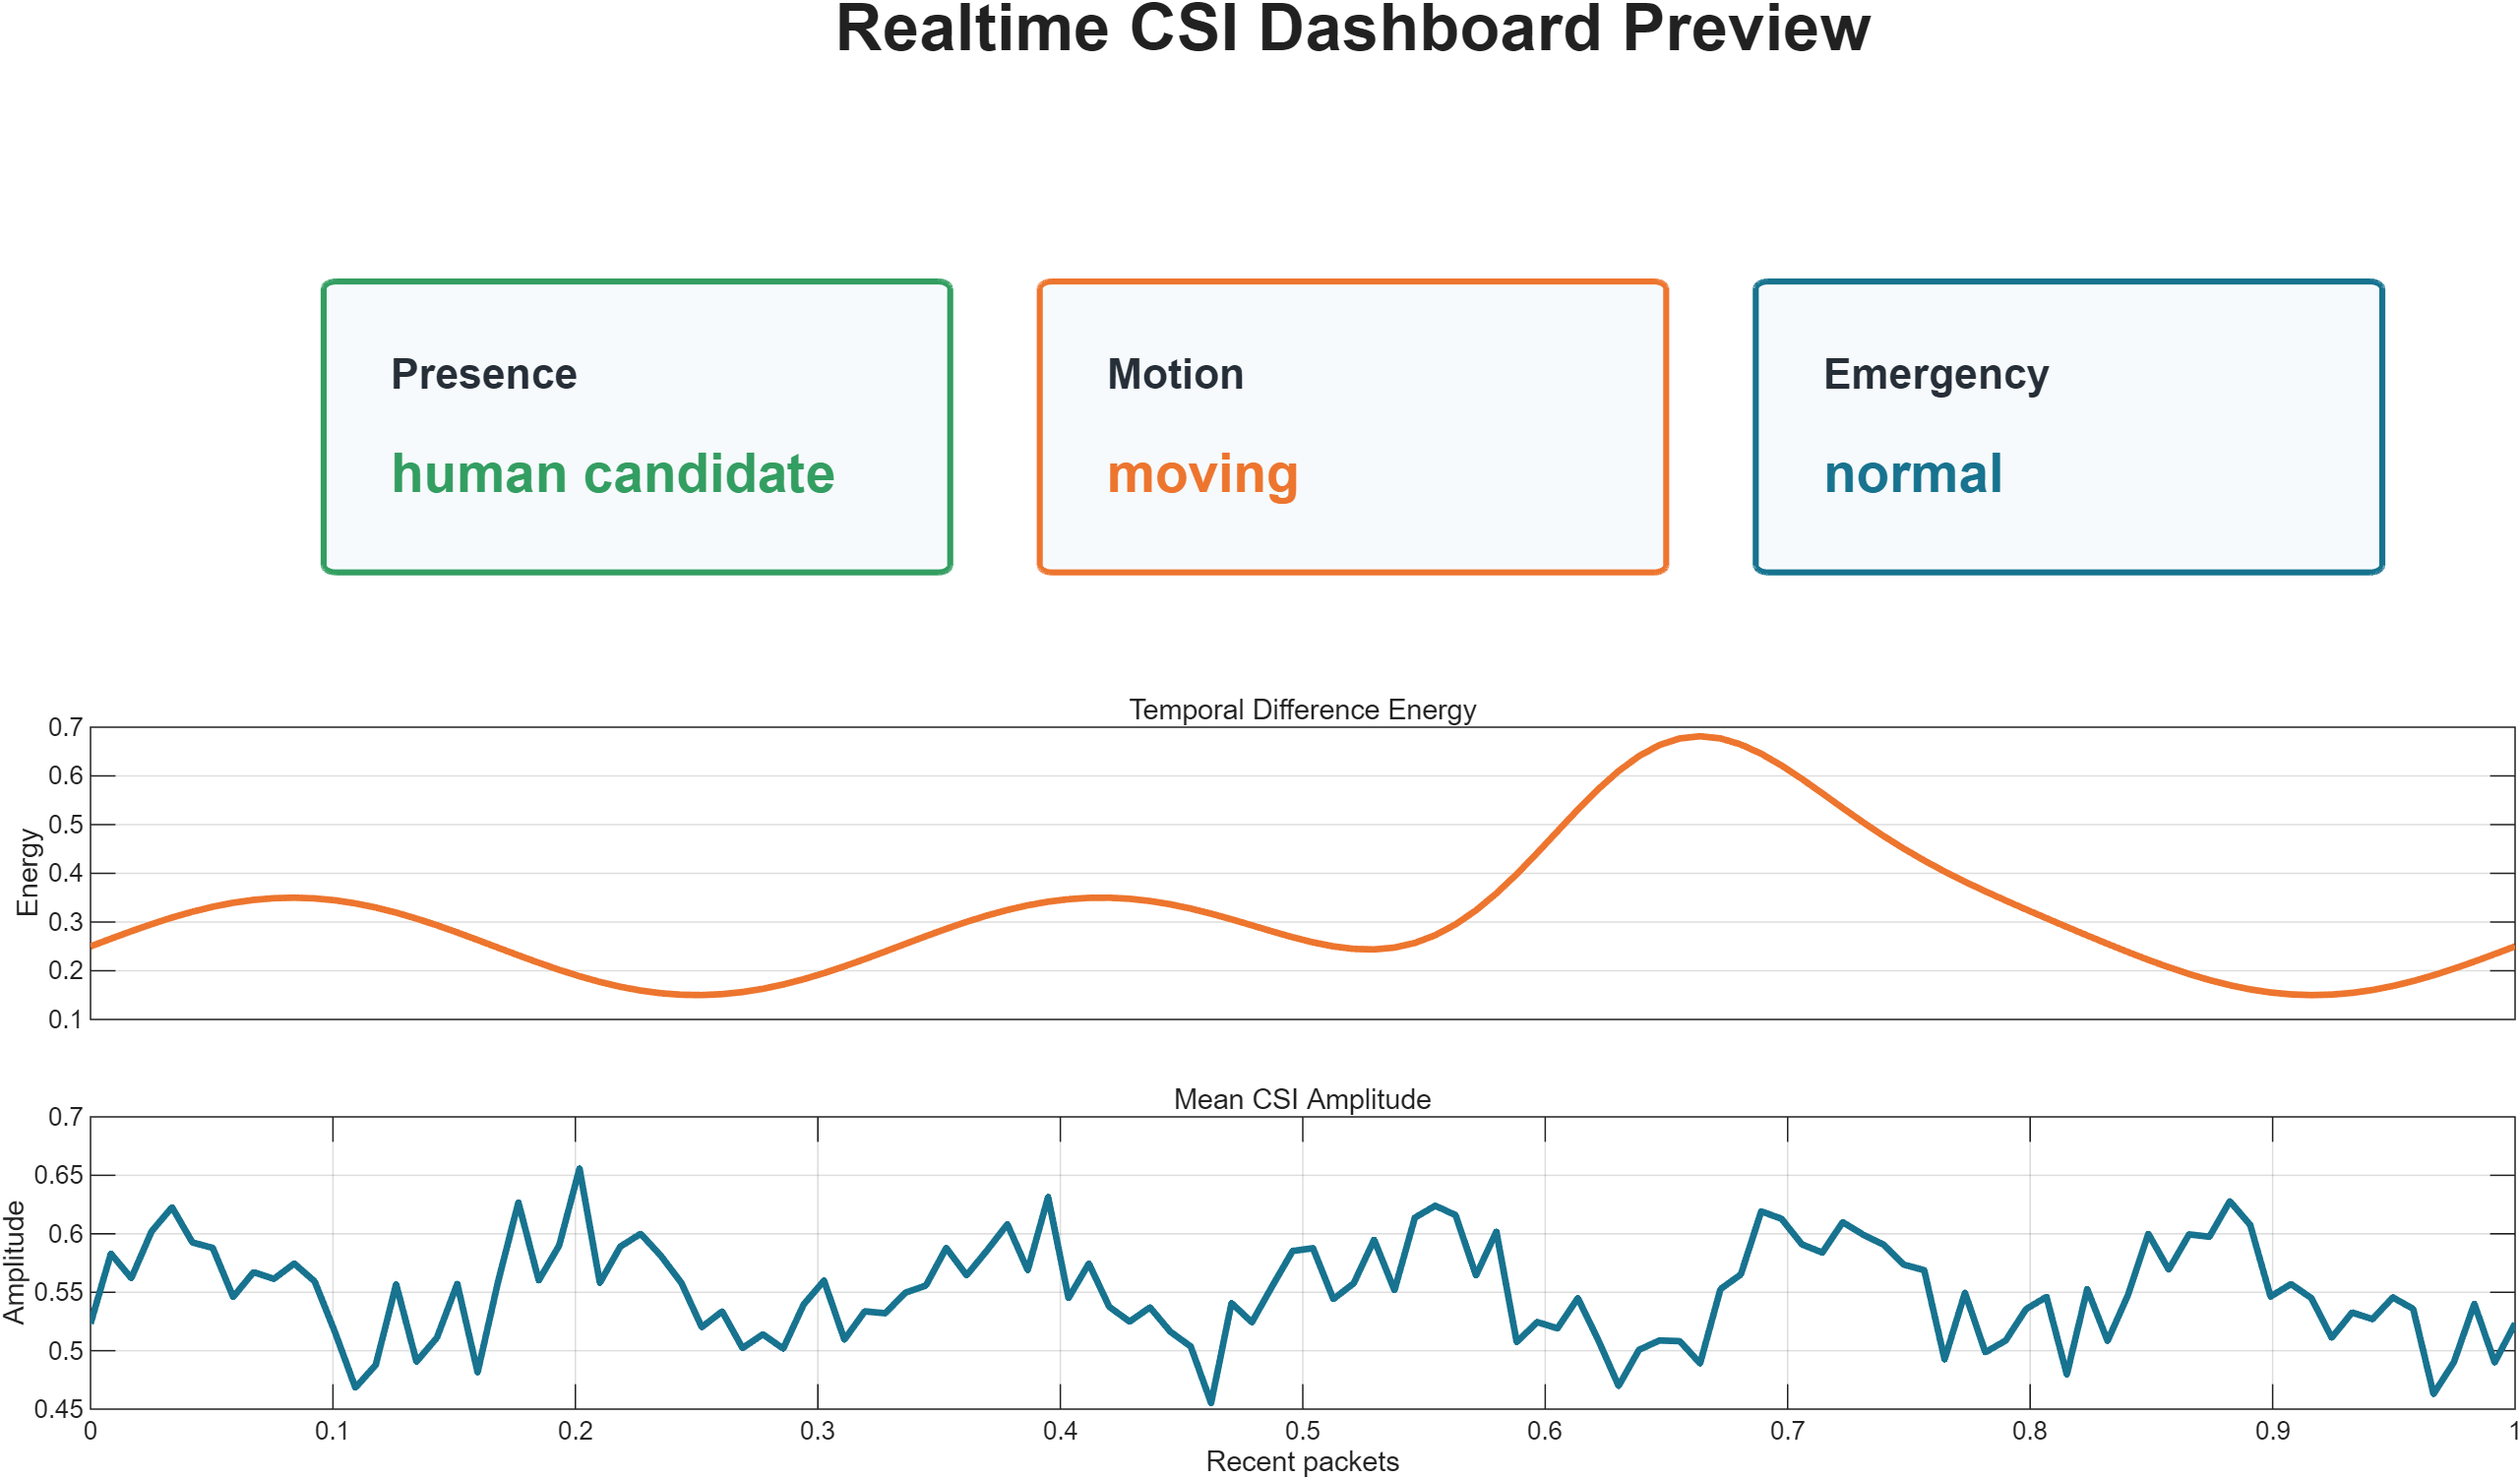 Realtime CSI Dashboard Preview
Presence
human candidate
Motion
moving
Emergency
normal
Temporal Difference Energy
Energy
0.7
0.6
0.5
0.4
0.3
0.2
0.1
Mean CSI Amplitude
Amplitude
0.7
0.65
0.6
0.55
0.5
0.45
0 0.1 0.2 0.3 0.4 0.5 0.6 0.7 0.8 0.9 1
Recent packets